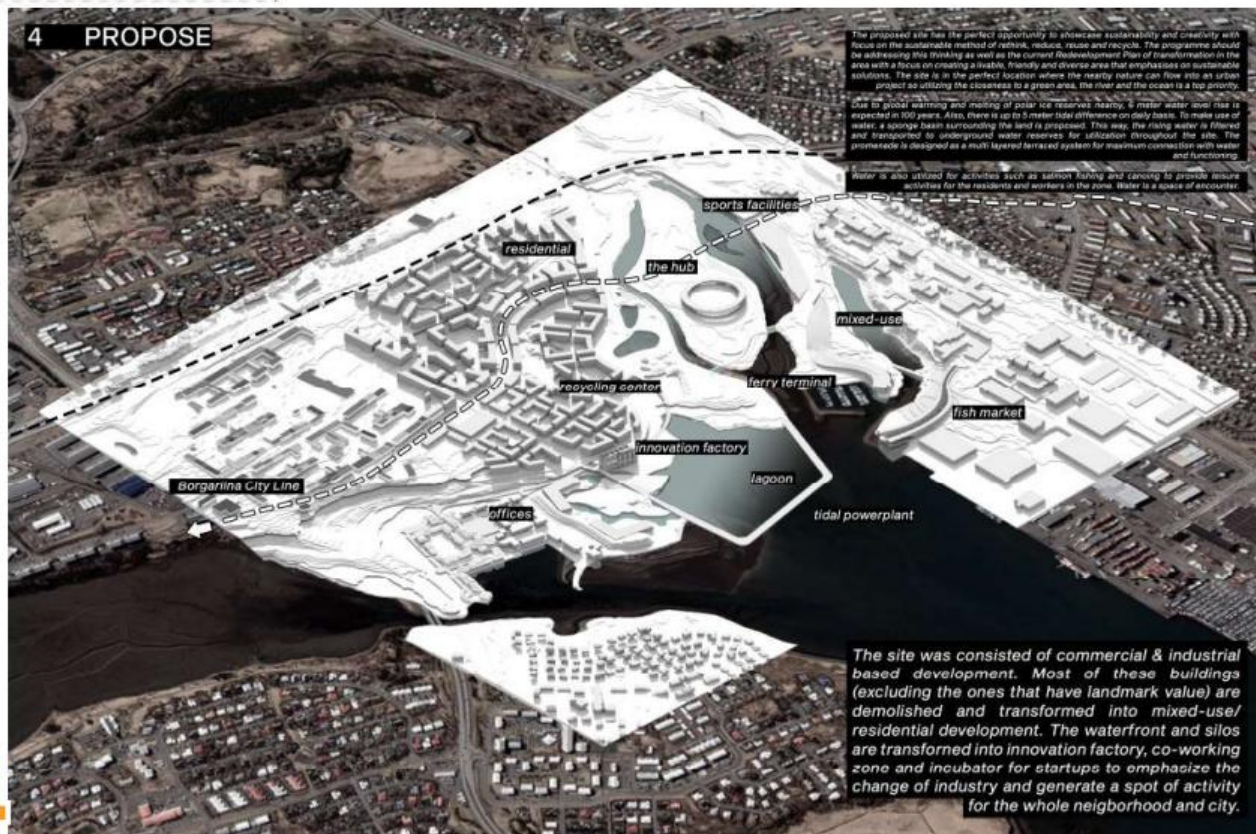 4 PROPOSE
The proposed site has the perfect opportunity to showcase sustainability and creativity with
focus on the sustainable method of rethink, reduce, reuse and recycle. The programme should
be addressing this thinking as well as the current Redevelopment Plan of transformation in the
area with a focus on creating a livable, friendly and diverse area that emphasises on sustainable
solutions. The site is in the perfect location where the nearby nature can flow into an urban
project so utilizing the closeness to a green area, the river and the ocean is a top priority.
Due to global warming and melting of polar ice reserves nearby, 6 meter water level rise is
expected in 100 years. Also, there is up to 5 meter tidal difference on daily basis. To make use of
water, a sponge basin surrounding the land is proposed. This way, the rising water is filtered
and transported to underground water reserves for utilization throughout the site. The
promenade is designed as a multi layered terraced system for maximum connection with water
and functioning.
Water is also utilized for activities such as salmon fishing and canoing to provide leisure
activities for the residents and workers in the zone. Water is a space of encounter.
sports facilities
residential
the hub
mixed-use
recycling center
ferry terminal
fish market
innovation factory
lagoon
Borgarlína City Line
offices
tidal powerplant
The site was consisted of commercial & industrial
based development. Most of these buildings
(excluding the ones that have landmark value) are
demolished and transformed into mixed-use/
residential development. The waterfront and silos
are transforned into innovation factory, co-working
zone and incubator for startups to emphasize the
change of industry and generate a spot of activity
for the whole neigborhood and city.